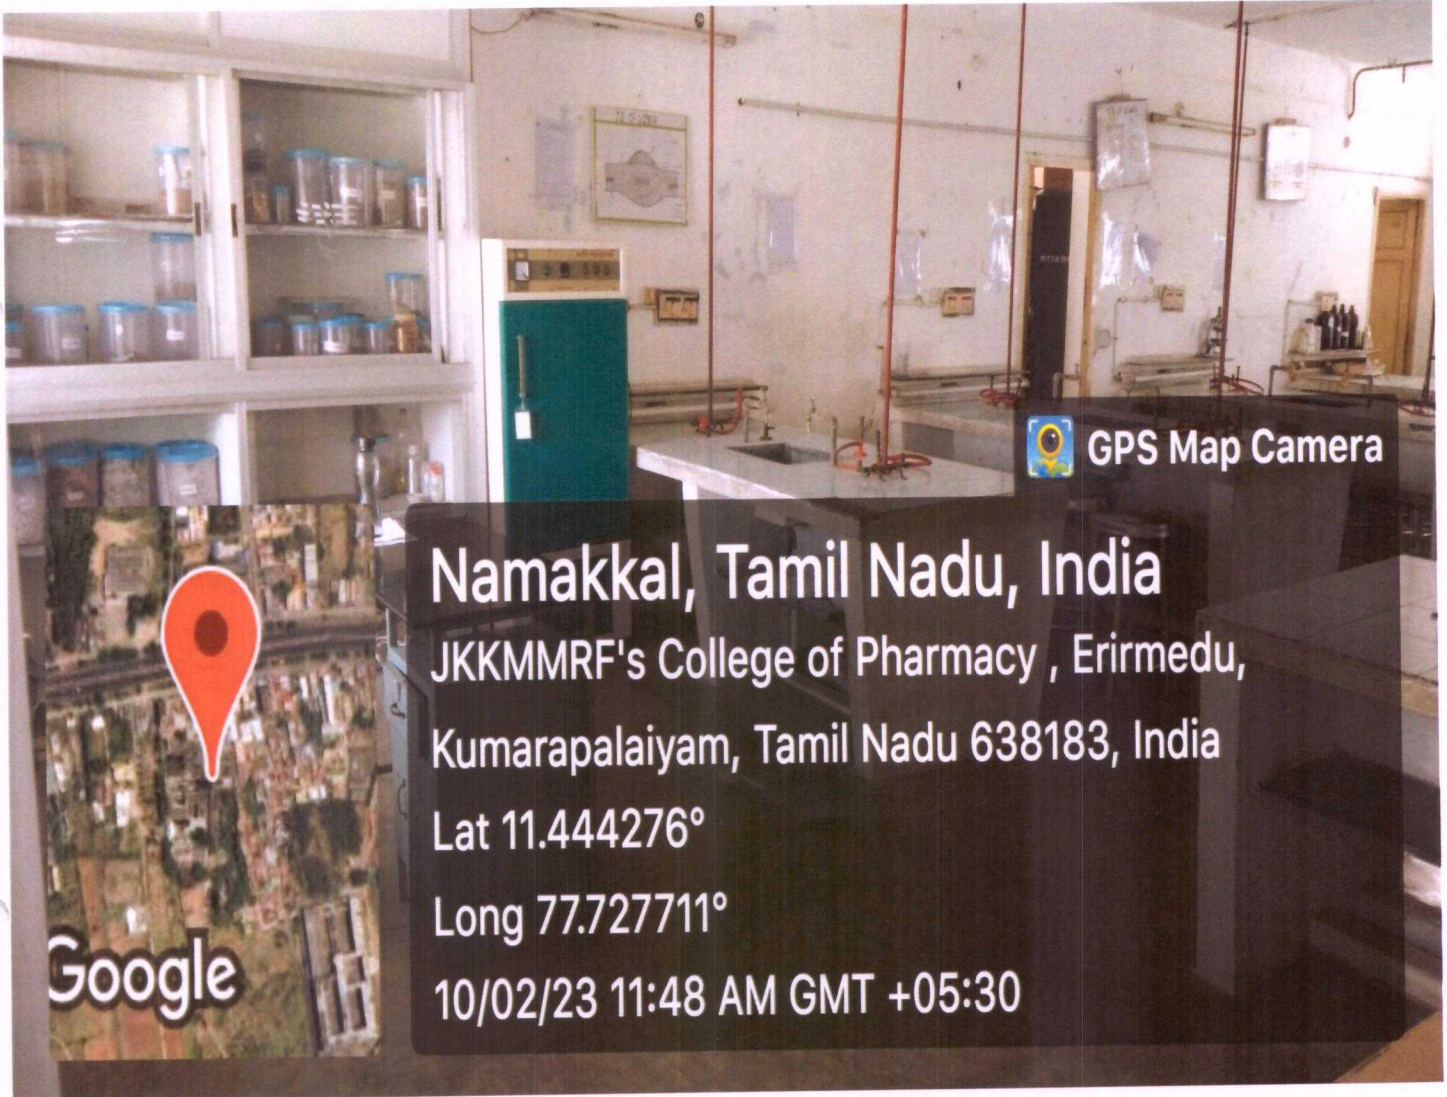 GPS Map Camera
Namakkal, Tamil Nadu, India
JKKMMRF's College of Pharmacy , Erirmedu,
Kumarapalaiyam, Tamil Nadu 638183, India
Lat 11.444276°
Long 77.727711°
10/02/23 11:48 AM GMT +05:30
Google